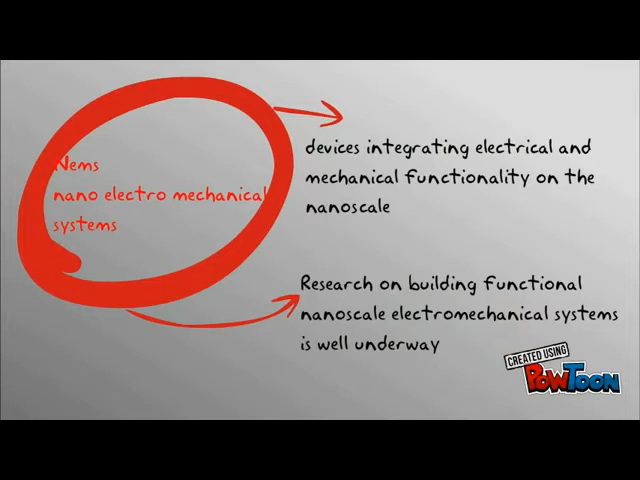 Nems
nano electro mechanical
systems
devices integrating electrical and
mechanical functionality on the
nanoscale
Research on building functional
nanoscale electromechanical systems
is well underway
CREATED USING
POWTOON